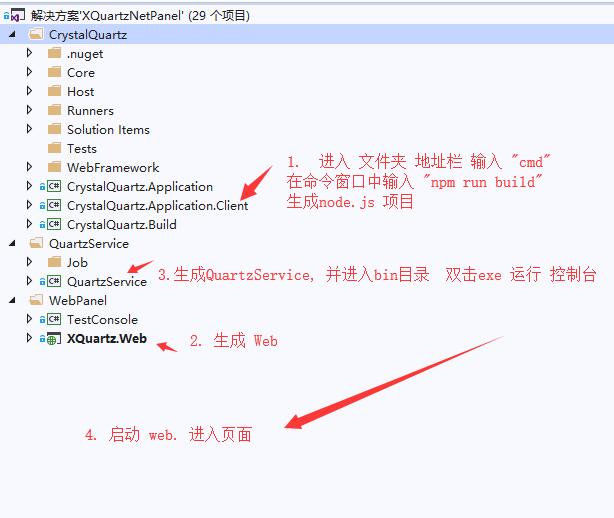 解决方案'XQuartzNetPanel' (29 个项目)
CrystalQuartz
.nuget
Core
Host
Runners
Solution Items
Tests
WebFramework
CrystalQuartz.Application
CrystalQuartz.Application.Client
CrystalQuartz.Build
QuartzService
Job
QuartzService
WebPanel
TestConsole
XQuartz.Web
1. 进入 文件夹 地址栏 输入 "cmd"
在命令窗口中输入 "npm run build"
生成node.js 项目
3.生成QuartzService, 并进入bin目录 双击exe 运行 控制台
2. 生成 Web
4. 启动 web. 进入页面